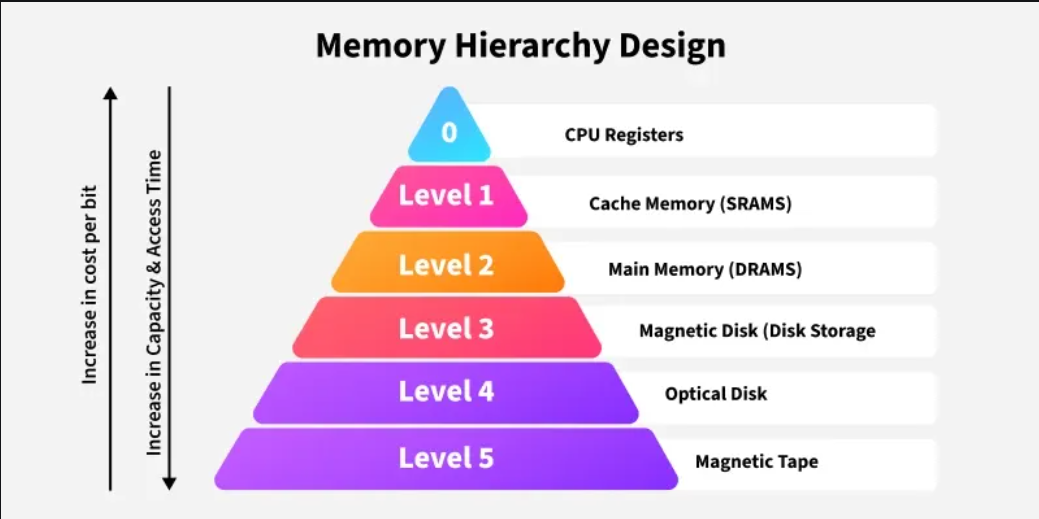 Memory Hierarchy Design
Increase in cost per bit
Increase in Capacity & Access Time
0
CPU Registers
Level 1
Cache Memory (SRAMS)
Level 2
Main Memory (DRAMS)
Level 3
Magnetic Disk (Disk Storage
Level 4
Optical Disk
Level 5
Magnetic Tape